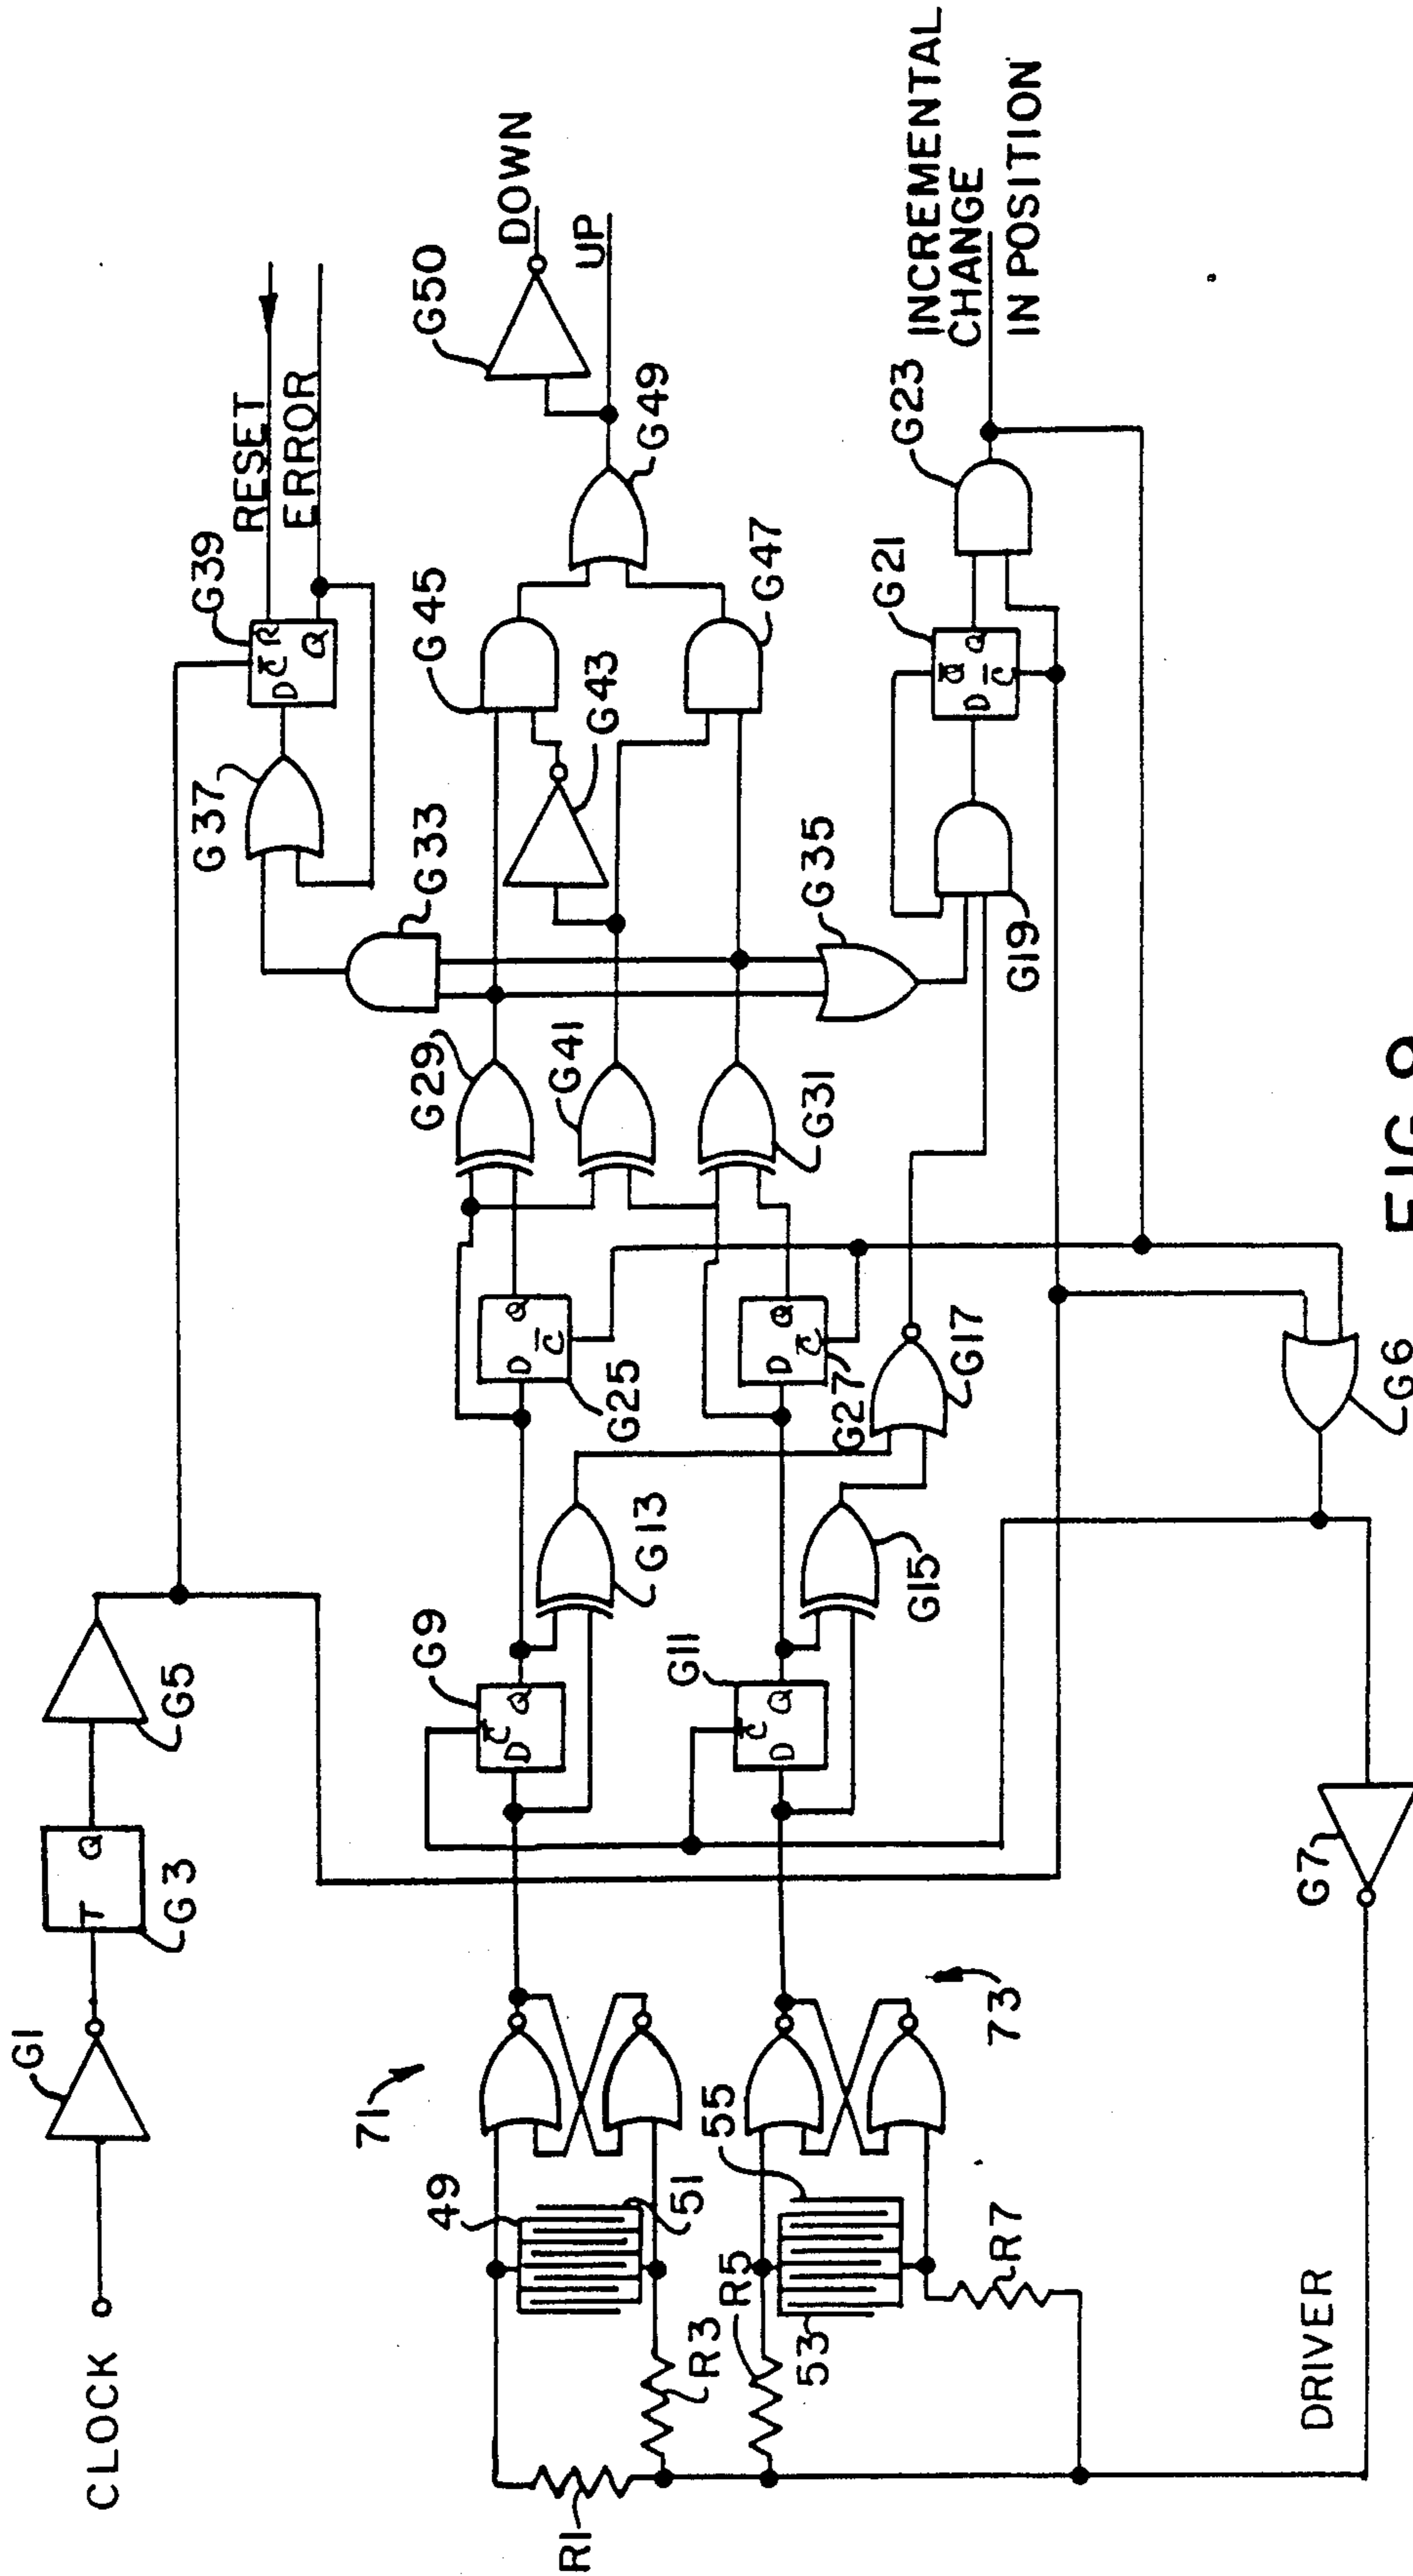 CLOCK
G1
T Q
G3
G5
RESET
ERROR
G39
D C̅ R
Q
G37
G33
71
49
51
R1
R3
G9
C̅
D Q
G13
D Q
C̅
G25
G29
G41
G31
G45
G43
G47
G49
G50
DOWN
UP
R5
55
53
R7
73
G11
C̅
D Q
G15
D Q
C̅
G27
G17
G35
G19
G21
Q̅ Q
D C̅
G23
INCREMENTAL
CHANGE
IN POSITION
DRIVER
G7
G6